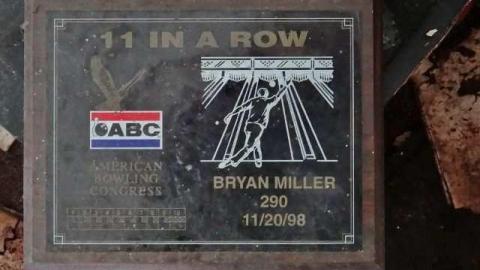 11 IN A ROW
ABC
AMERICAN
BOWLING
CONGRESS
BRYAN MILLER
290
11/20/98